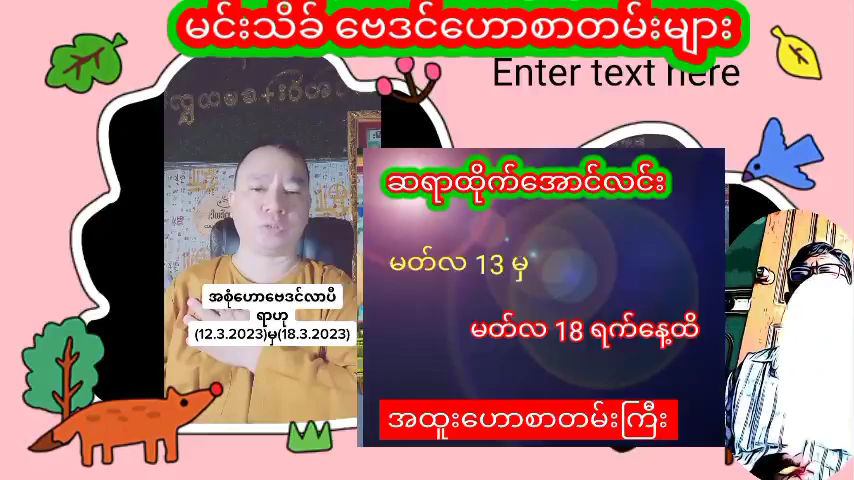 မင်းသိခ် ဗေဒင်ဟောစာတမ်းများ
Enter text here
ဆရာထိုက်အောင်လင်း
မတ်လ 13 မှ
မတ်လ 18 ရက်နေ့ထိ
အထူးဟောစာတမ်းကြီး
အစုံဟောဗေဒင်လာပီ
ရာဟု
(12.3.2023)မှ(18.3.2023)